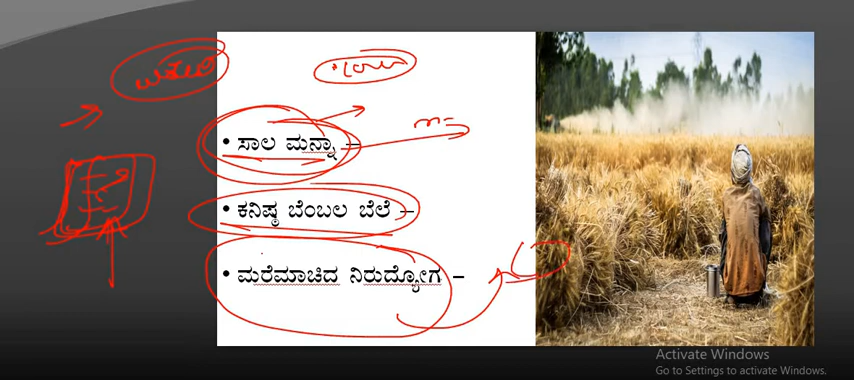 • ಸಾಲ ಮನ್ನಾ –
• ಕನಿಷ್ಠ ಬೆಂಬಲ ಬೆಲೆ –
• ಮರೆಮಾಚಿದ ನಿರುದ್ಯೋಗ –
Activate Windows
Go to Settings to activate Windows.